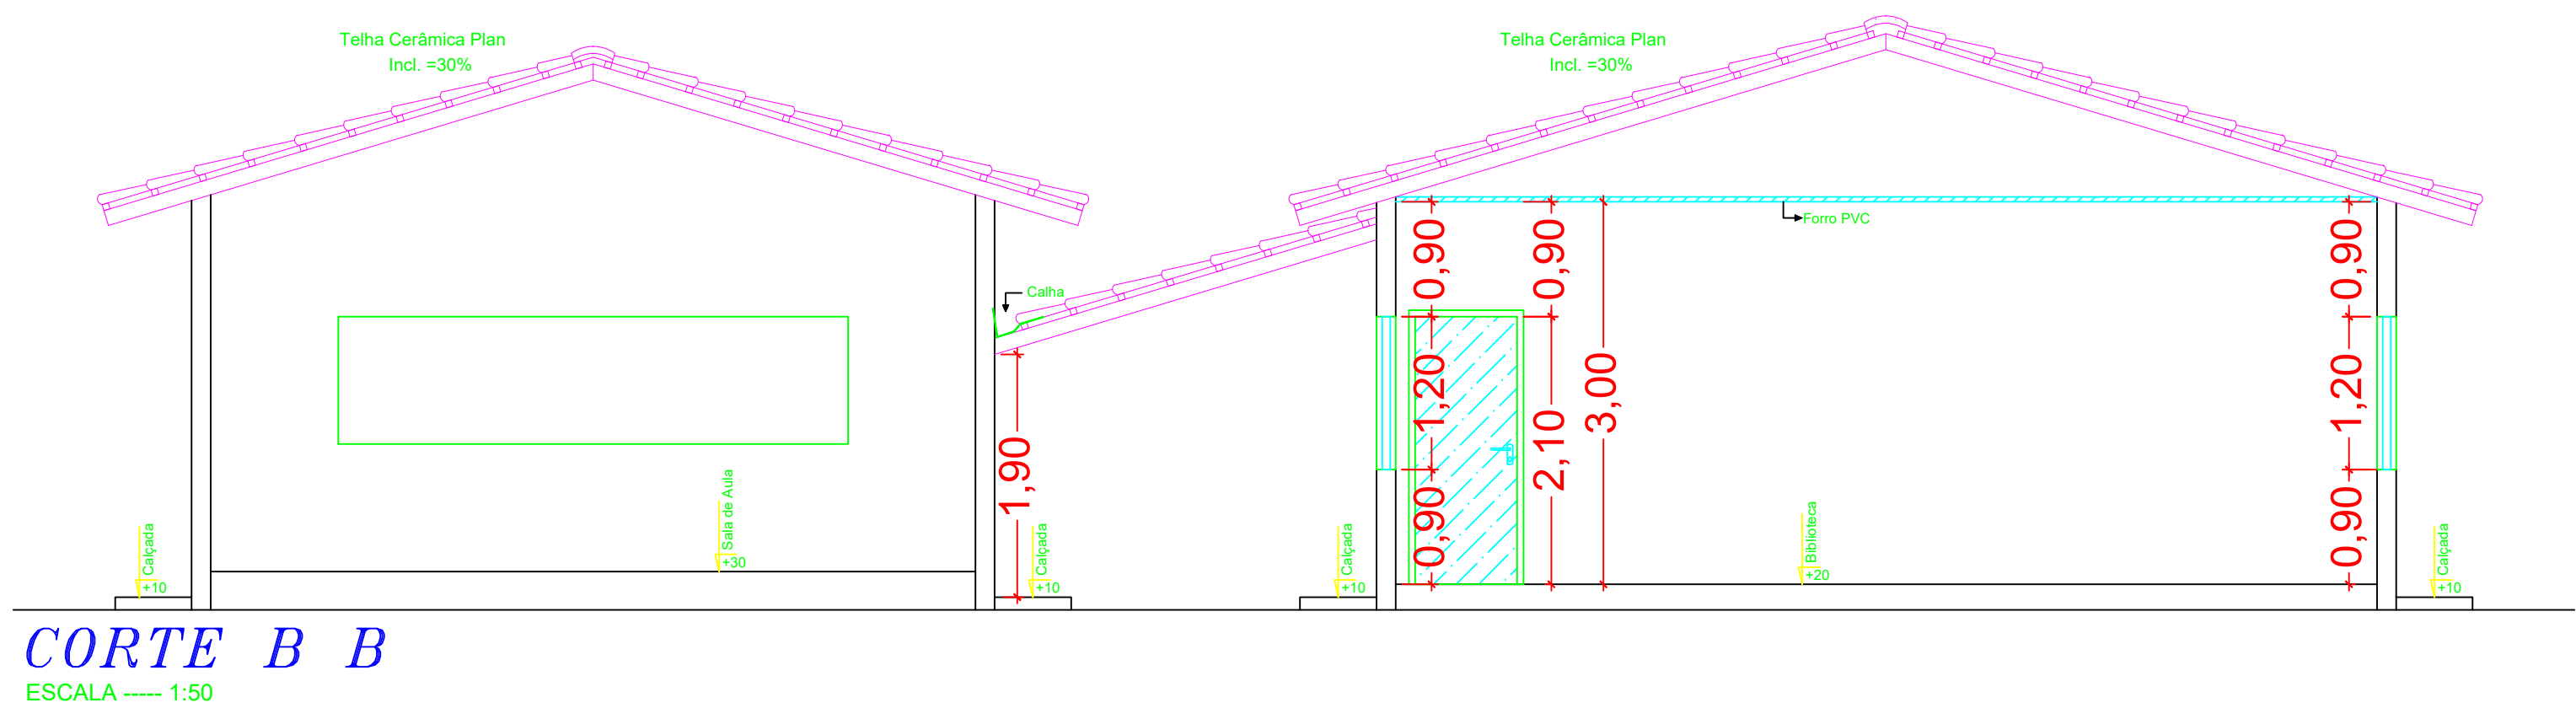 Telha Cerâmica Plan
Incl. =30%
Telha Cerâmica Plan
Incl. =30%
Forro PVC
Calha
0,90
1,20
0,90
0,90
2,10
3,00
0,90
1,20
0,90
1,90
Calçada
+10
Sala de Aula
+30
Calçada
+10
Calçada
+10
Biblioteca
+20
Calçada
+10
CORTE B B
ESCALA ----- 1:50